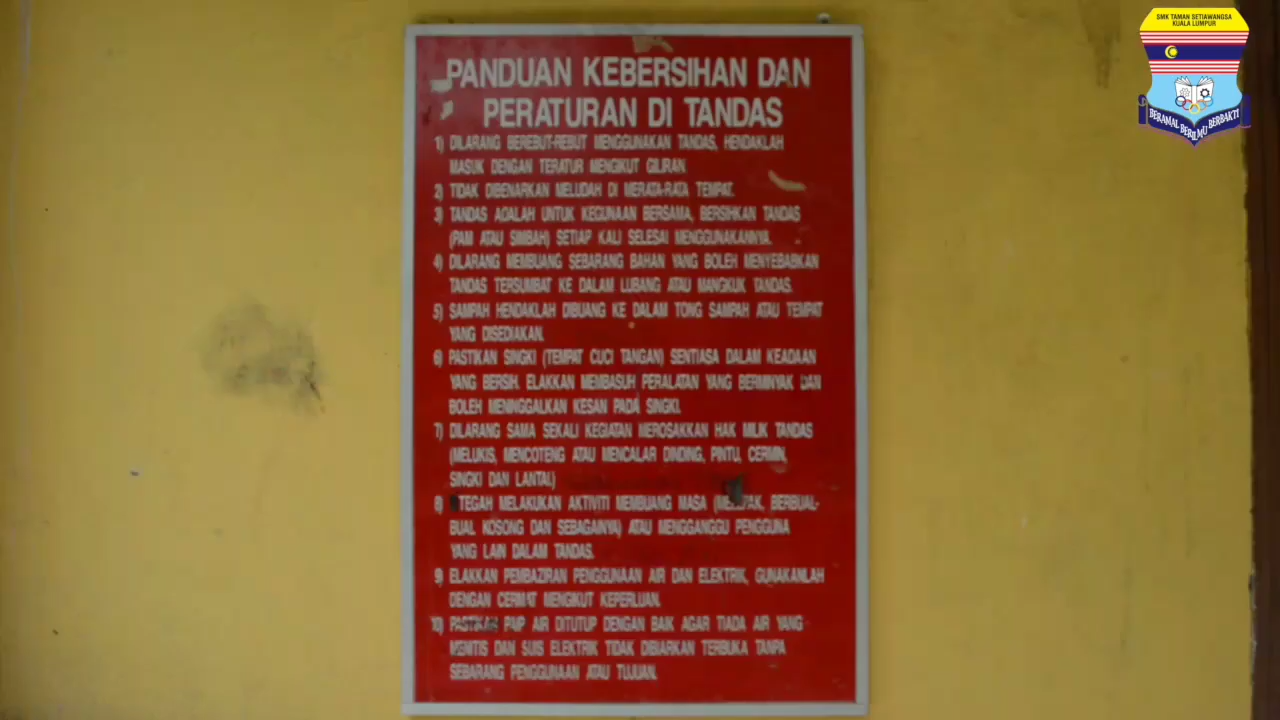 SMK TAMAN SETIAWANGSA
KUALA LUMPUR
BERAMAL BERILMU BERBAKTI
PANDUAN KEBERSIHAN DAN
PERATURAN DI TANDAS
1) DILARANG BEREBUT-REBUT MENGGUNAKAN TANDAS, HENDAKLAH
MASUK DENGAN TERATUR MENGIKUT GILIRAN.
2) TIDAK DIBENARKAN MELUDAH DI MERATA-RATA TEMPAT.
3) TANDAS ADALAH UNTUK KEGUNAAN BERSAMA, BERSIHKAN TANDAS
(PAM ATAU SIMBAH) SETIAP KALI SELESAI MENGGUNAKANNYA.
4) DILARANG MEMBUANG SEBARANG BAHAN YANG BOLEH MENYEBABKAN
TANDAS TERSUMBAT KE DALAM LUBANG ATAU MANGKUK TANDAS.
5) SAMPAH HENDAKLAH DIBUANG KE DALAM TONG SAMPAH ATAU TEMPAT
YANG DISEDIAKAN.
6) PASTIKAN SINGKI (TEMPAT CUCI TANGAN) SENTIASA DALAM KEADAAN
YANG BERSIH. ELAKKAN MEMBASUH PERALATAN YANG BERMINYAK DAN
BOLEH MENINGGALKAN KESAN PADA SINGKI.
7) DILARANG SAMA SEKALI KEGIATAN MEROSAKKAN HAK MILIK TANDAS
(MELUKIS, MENCOTENG ATAU MENCALAR DINDING, PINTU, CERMIN,
SINGKI DAN LANTAI.)
8) TEGAH MELAKUKAN AKTIVITI MEMBUANG MASA (BERBUAL-
BUAL KOSONG DAN SEBAGAINYA) ATAU MENGGANGGU PENGGUNA
YANG LAIN DALAM TANDAS.
9) ELAKKAN PEMBAZIRAN PENGGUNAAN AIR DAN ELEKTRIK, GUNAKANLAH
DENGAN CERMAT MENGIKUT KEPERLUAN.
10) PASTIKAN PAIP AIR DITUTUP DENGAN BAIK AGAR TIADA AIR YANG
MENITIS DAN SUIS ELEKTRIK TIDAK DIBIARKAN TERBUKA TANPA
SEBARANG PENGGUNAAN ATAU TUJUAN.